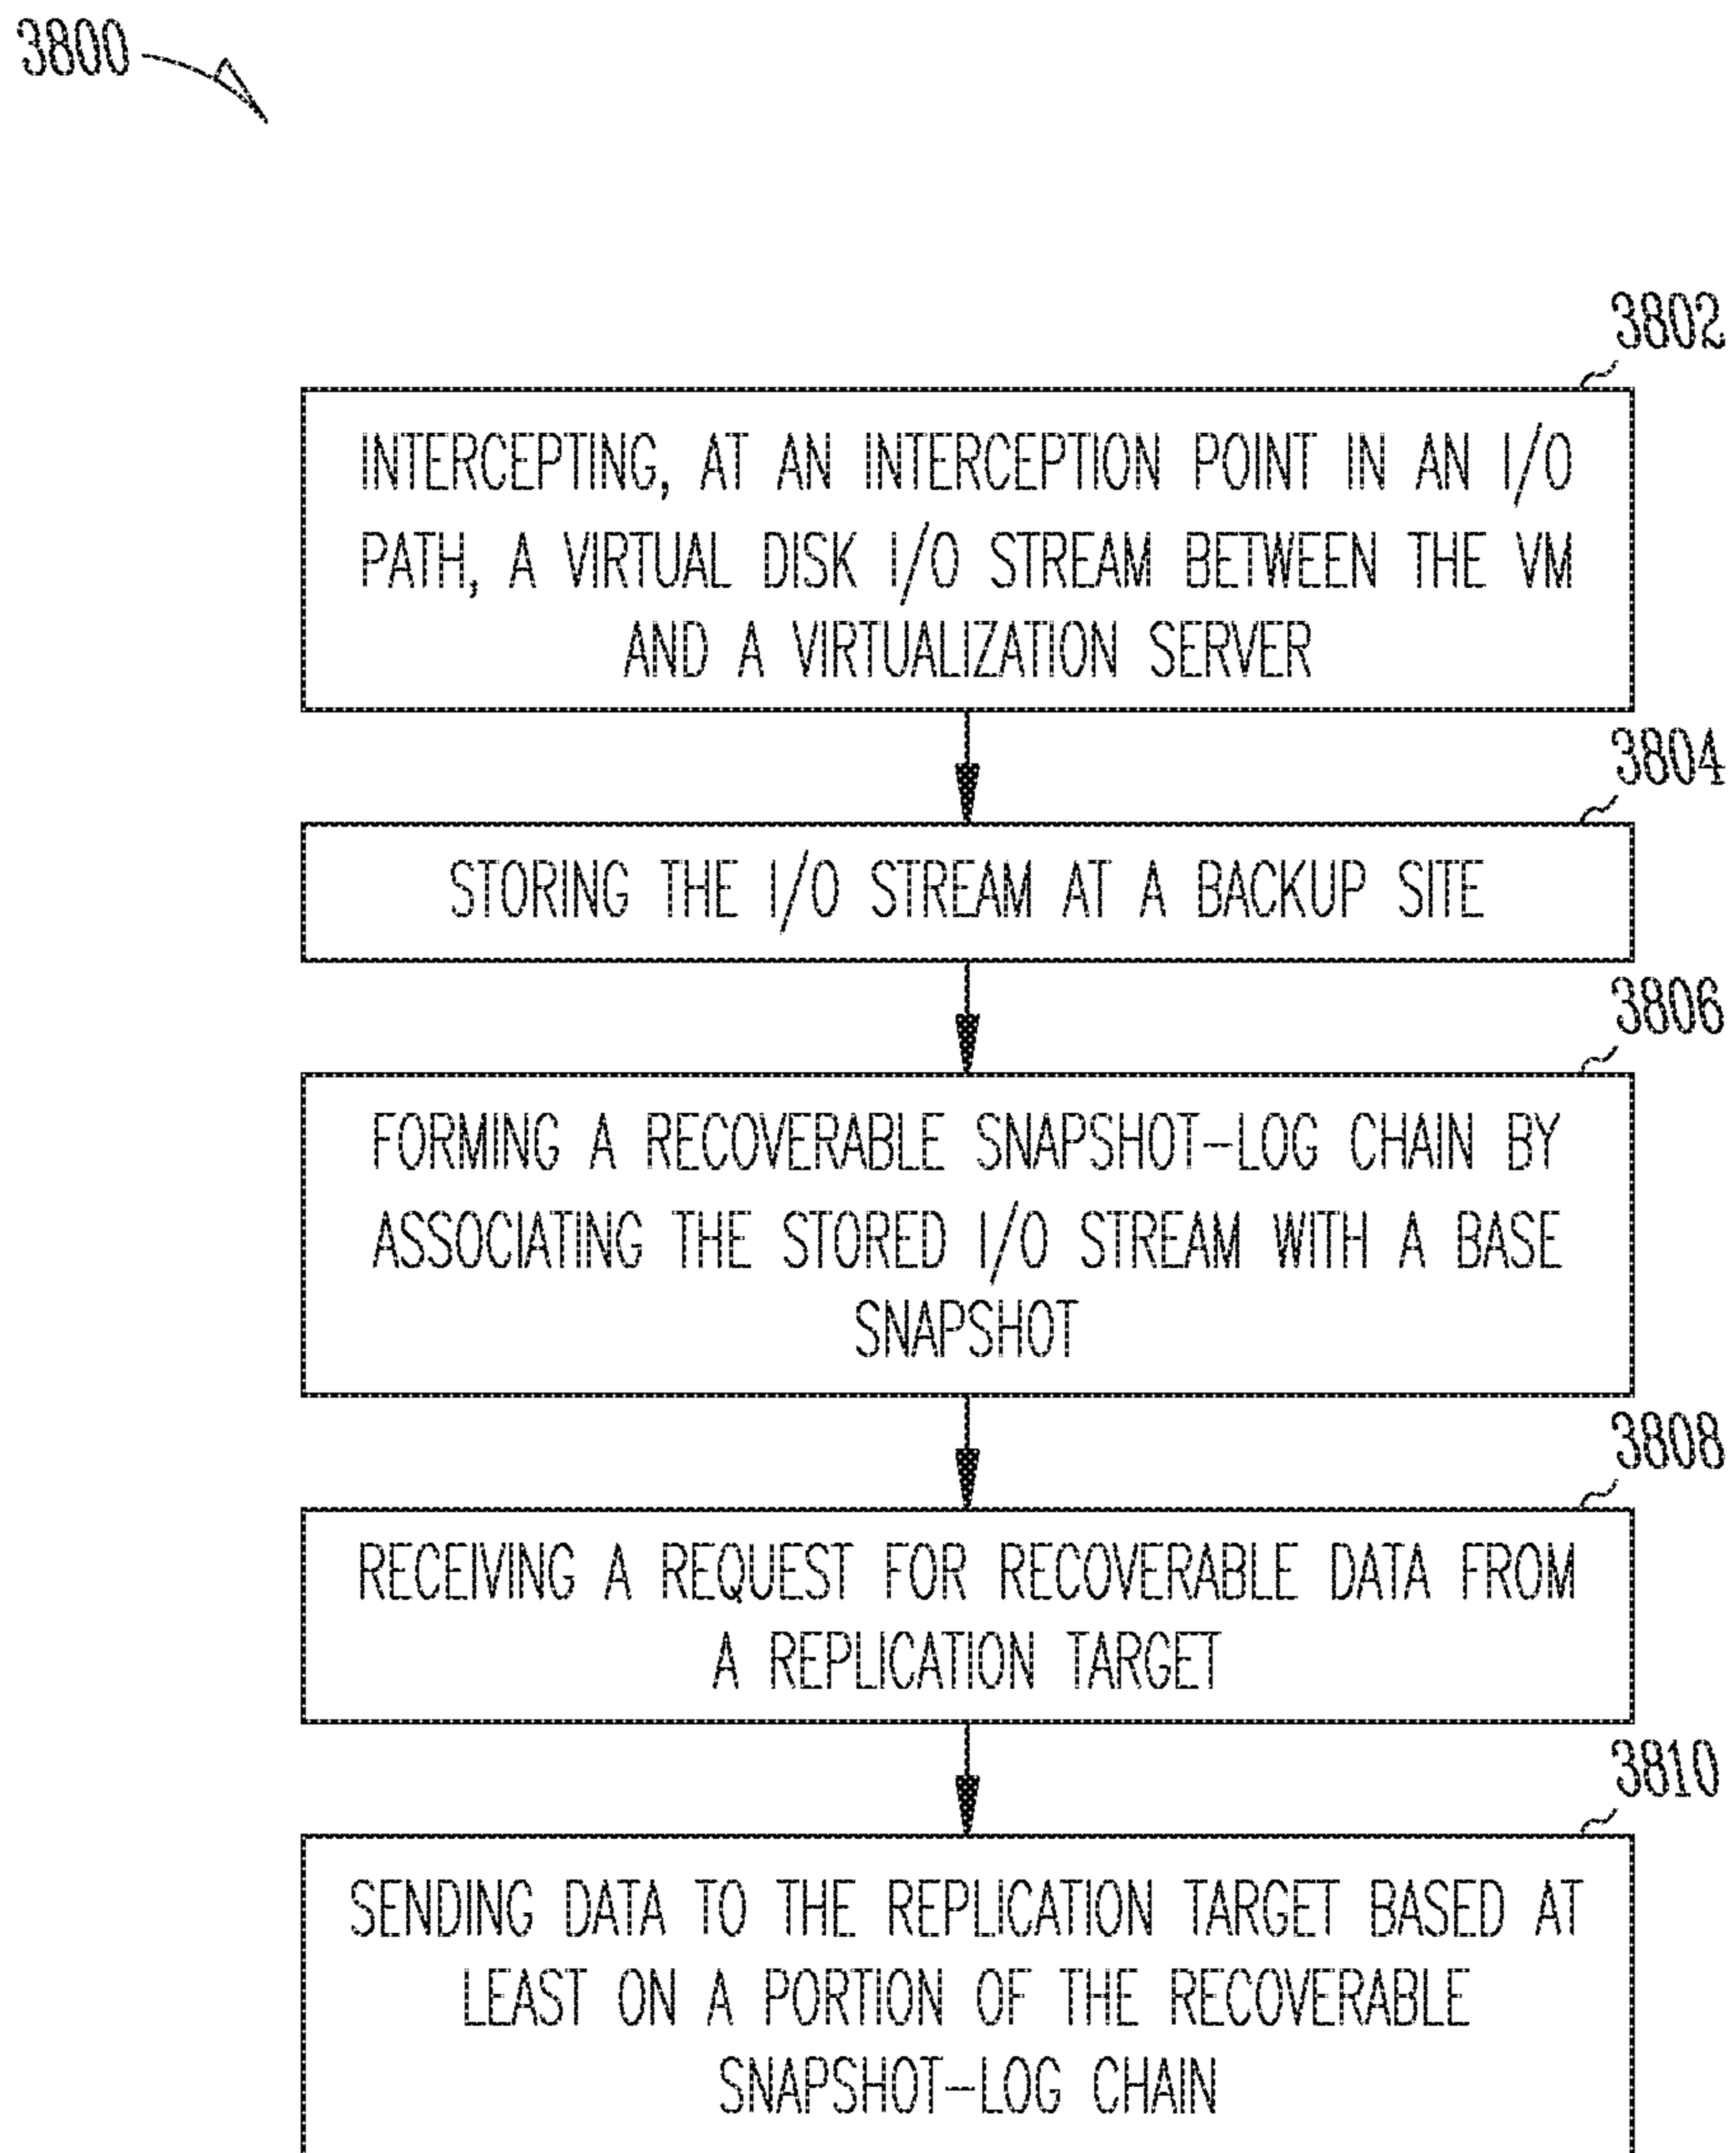 3800
3802
INTERCEPTING, AT AN INTERCEPTION POINT IN AN I/O
PATH, A VIRTUAL DISK I/O STREAM BETWEEN THE VM
AND A VIRTUALIZATION SERVER
3804
STORING THE I/O STREAM AT A BACKUP SITE
3806
FORMING A RECOVERABLE SNAPSHOT-LOG CHAIN BY
ASSOCIATING THE STORED I/O STREAM WITH A BASE
SNAPSHOT
3808
RECEIVING A REQUEST FOR RECOVERABLE DATA FROM
A REPLICATION TARGET
3810
SENDING DATA TO THE REPLICATION TARGET BASED AT
LEAST ON A PORTION OF THE RECOVERABLE
SNAPSHOT-LOG CHAIN